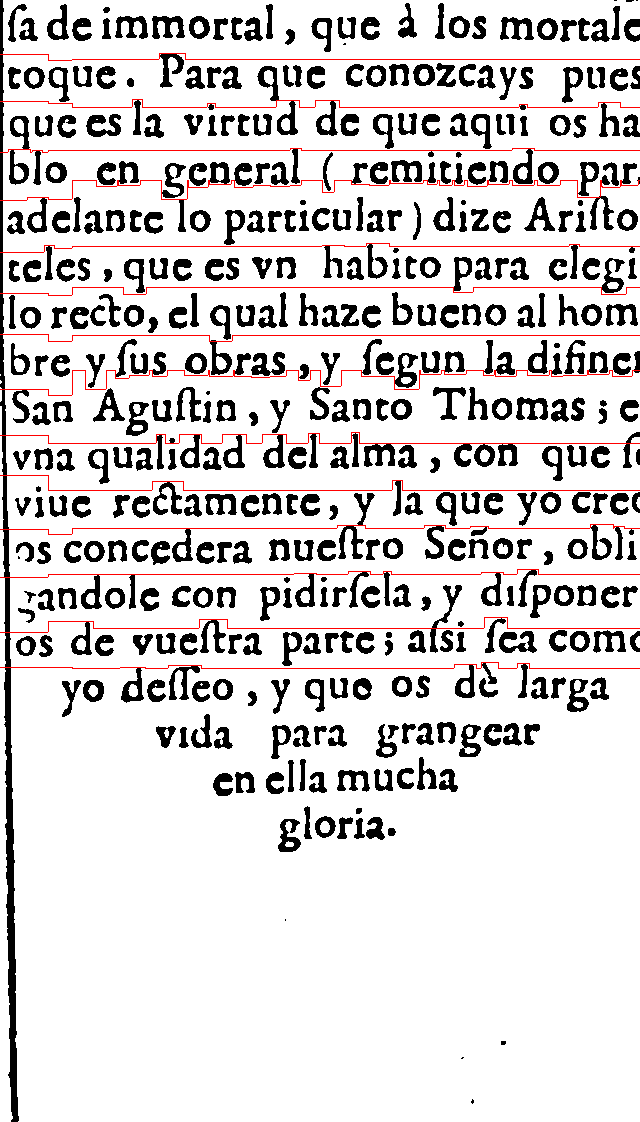 ſa de immortal, que à los mortale
toque. Para que conozcays pues
que es la virtud de que aqui os ha
blo en general (remitiendo par
adelante lo particular) dize Ariſto
teles, que es vn habito para elegi
lo recto, el qual haze bueno al hom
bre y ſus obras, y ſegun la difine
San Aguſtin, y Santo Thomas; e
vna qualidad del alma, con que ſe
viue rectamente, y la que yo creo
os concedera nueſtro Señor, obli
gandole con pidirſela, y diſponer
os de vueſtra parte; aſsi ſea como
yo deſſeo, y que os dè larga
vida para grangear
en ella mucha
gloria.